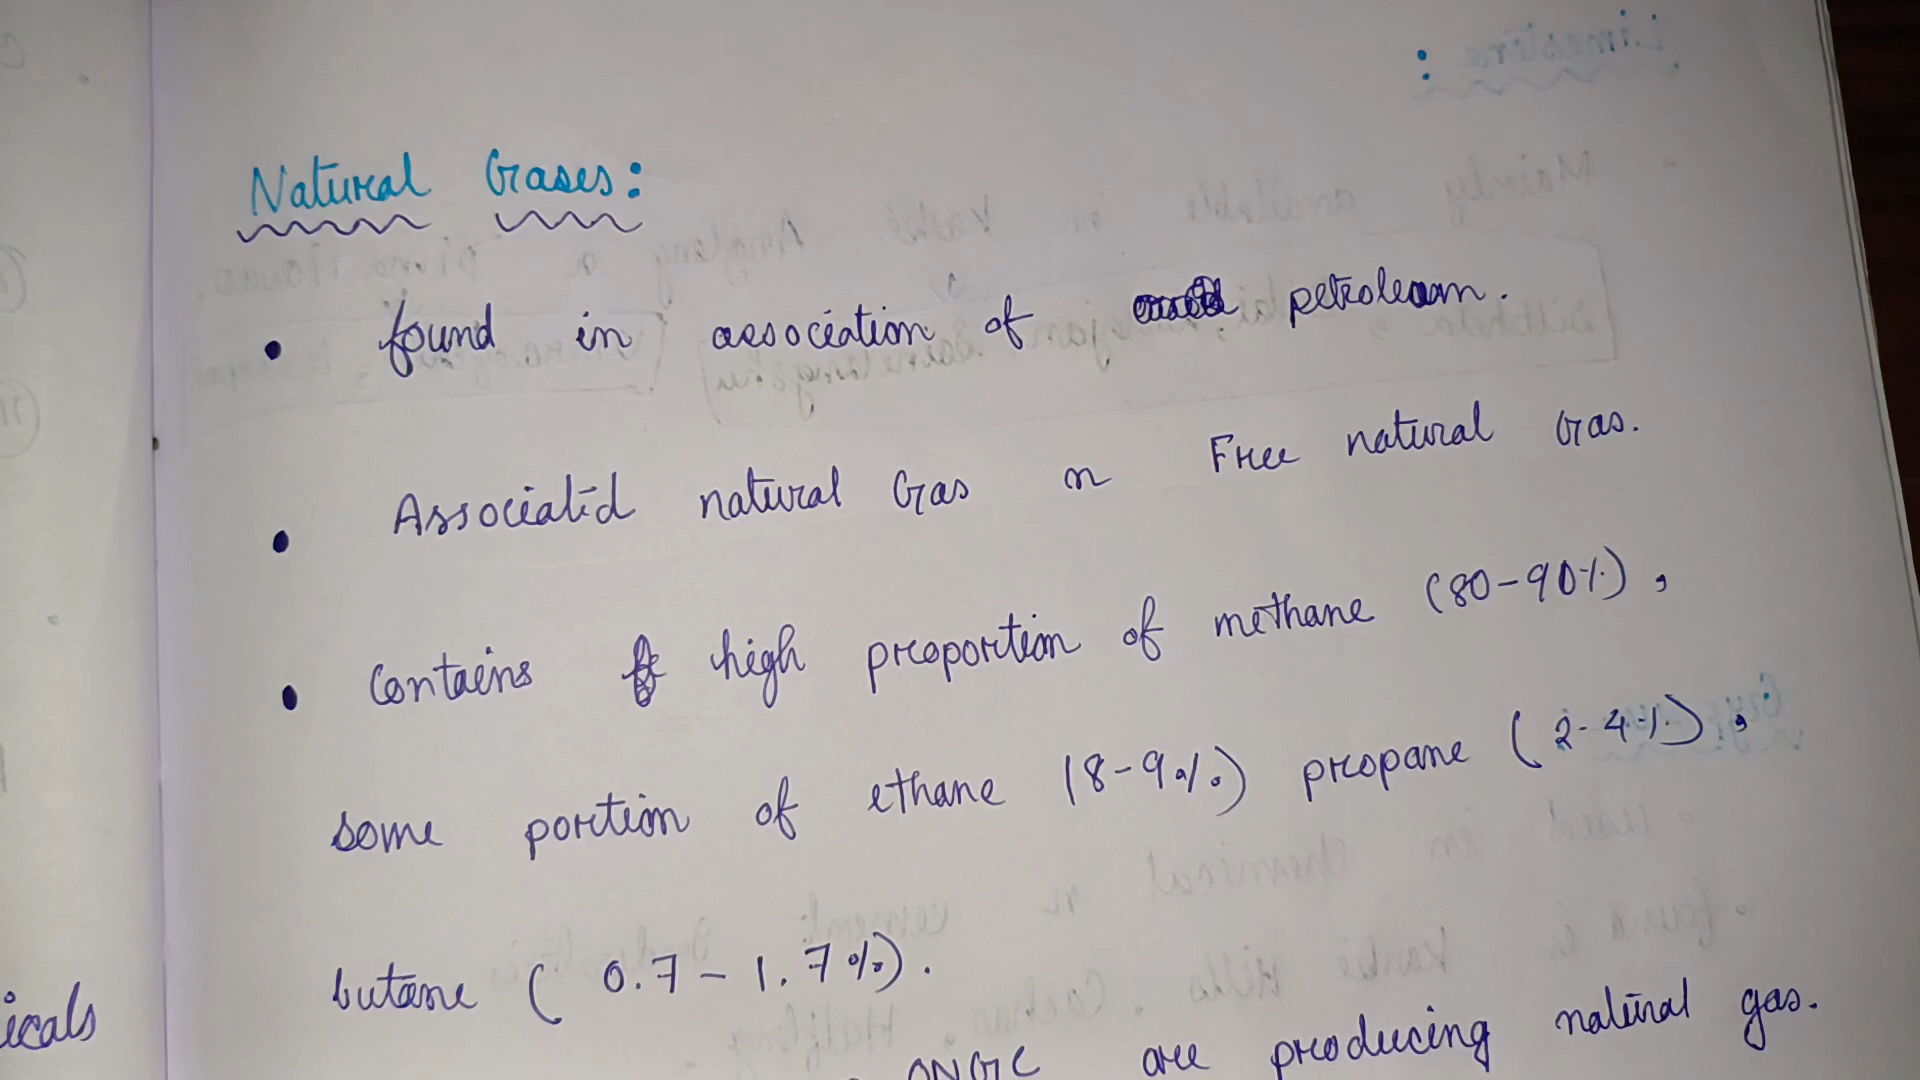 Natural Gases:
• found in association of petroleum.
• Associated natural Gas or Free natural Gas.
• Contains high proportion of methane (80-90%),
some portion of ethane (8-9%) propane (2-4%),
butane (0.7-1.7%).
ONGC are producing natural gas.
icals